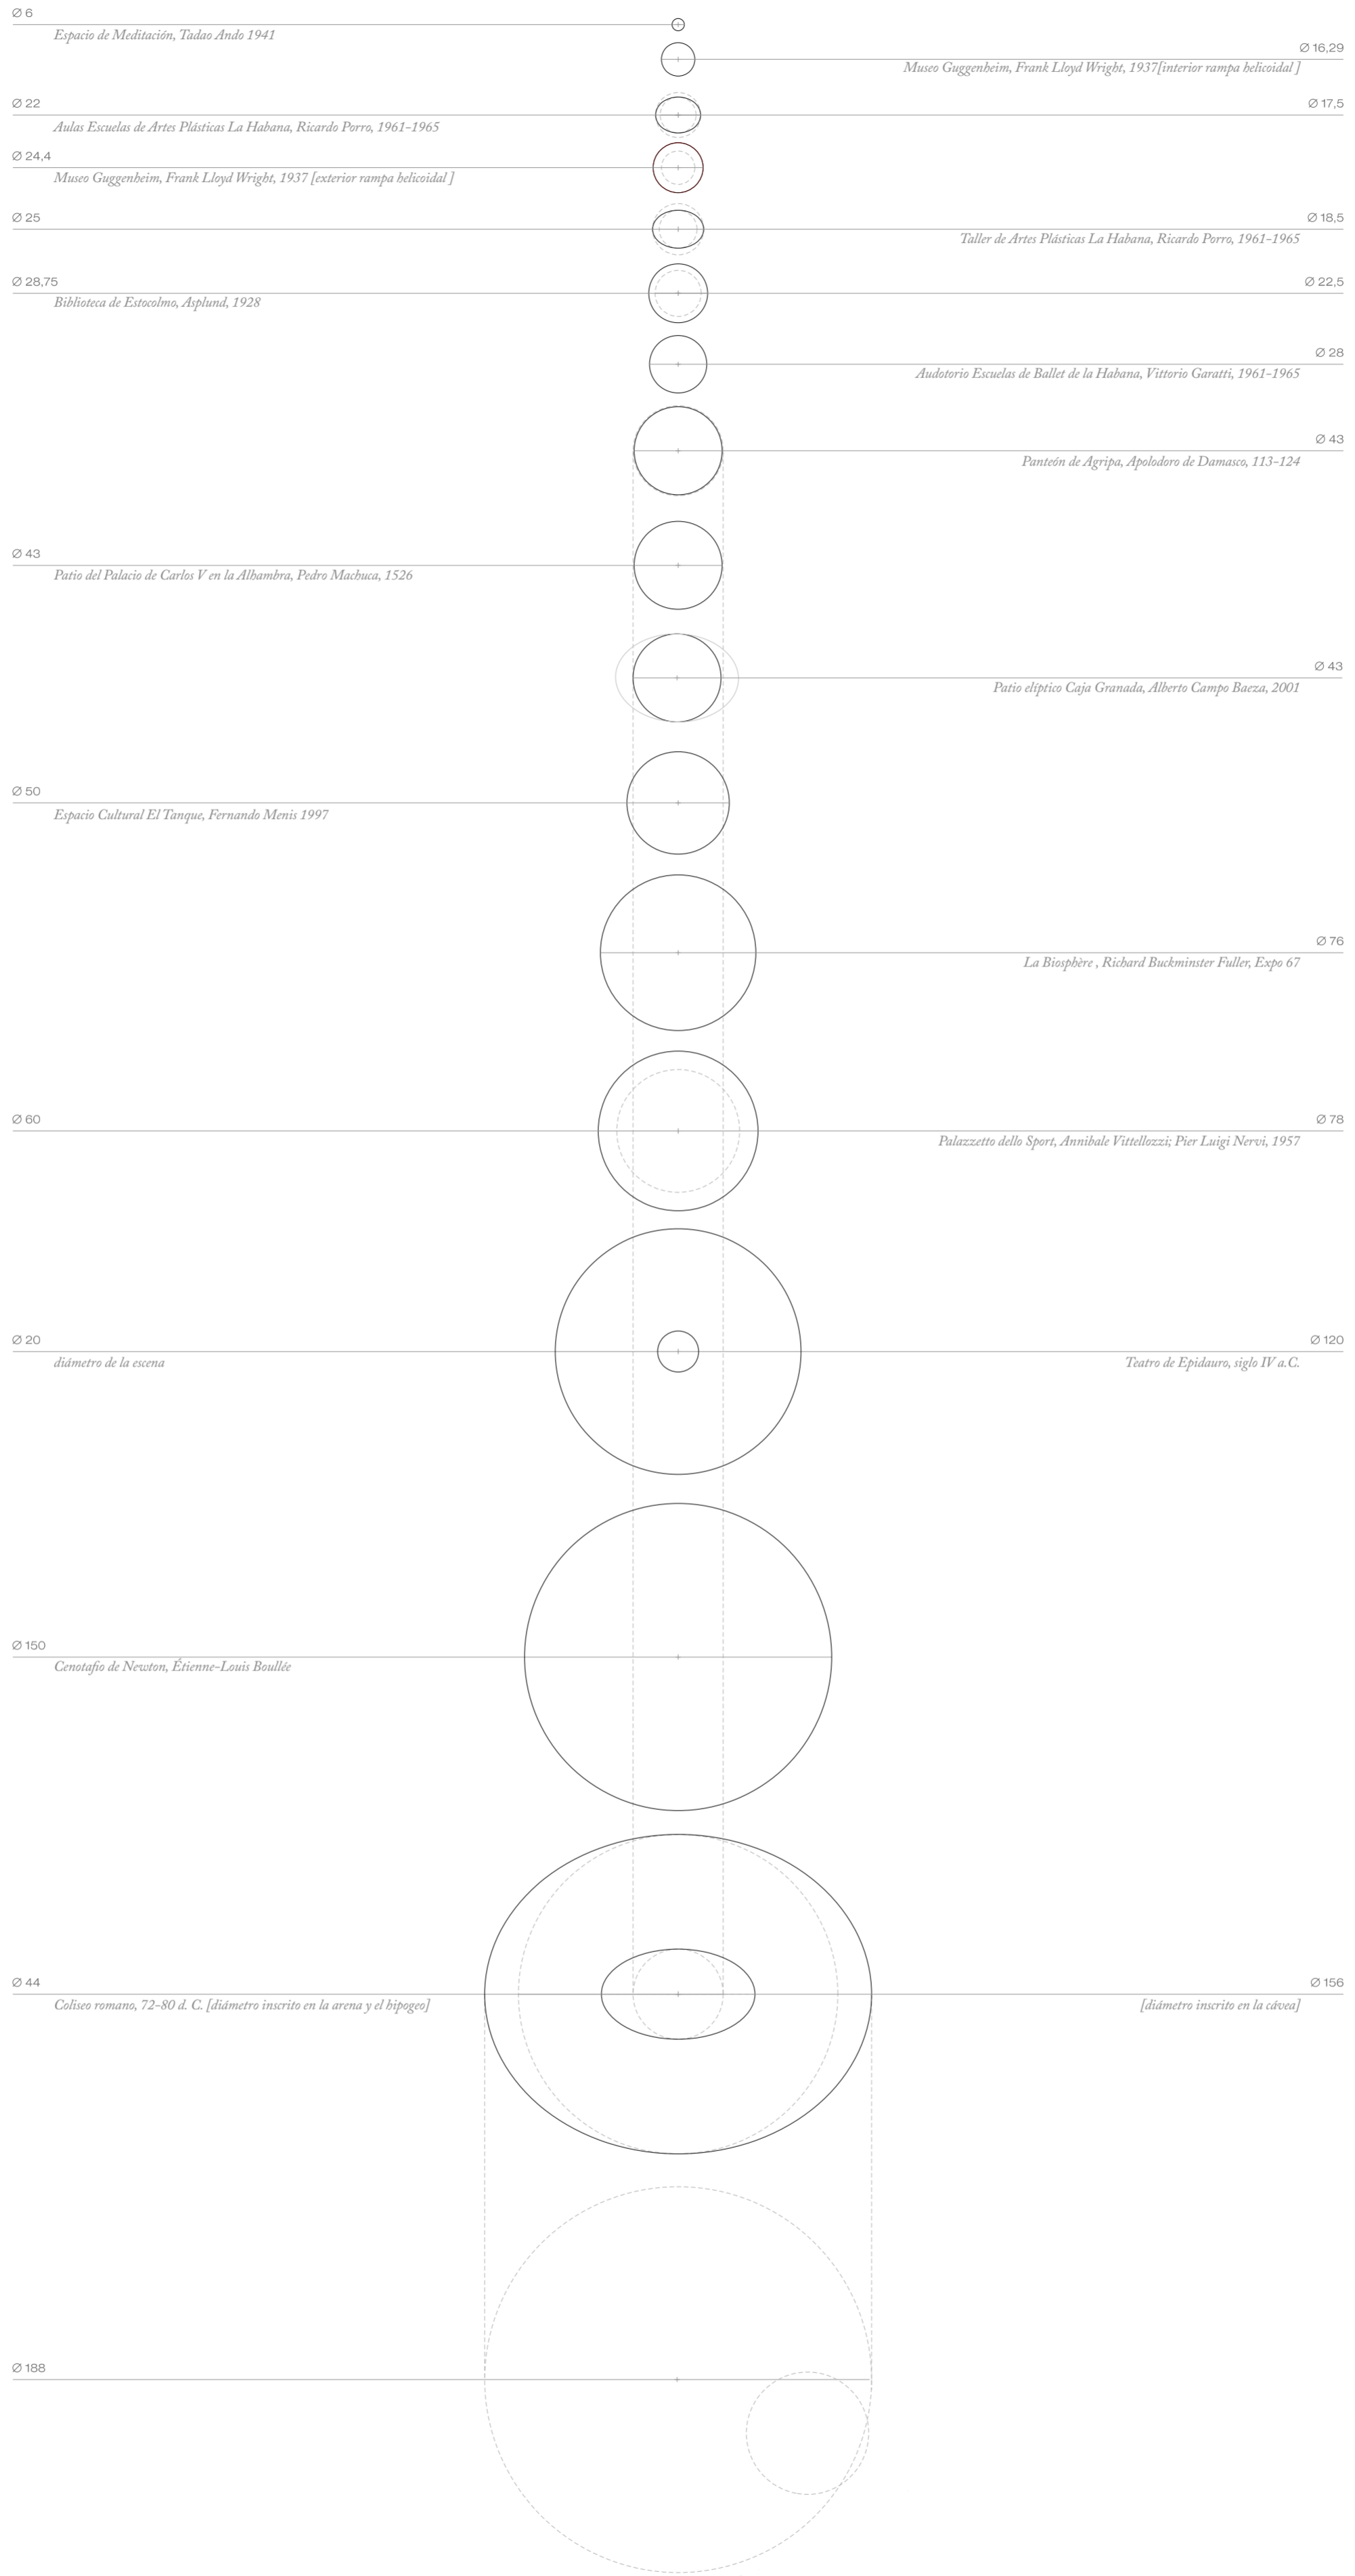 Ø 6
Espacio de Meditación, Tadao Ando 1941
Ø 16,29
Museo Guggenheim, Frank Lloyd Wright, 1937[interior rampa helicoidal ]
Ø 22
Ø 17,5
Aulas Escuelas de Artes Plásticas La Habana, Ricardo Porro, 1961-1965
Ø 24,4
Museo Guggenheim, Frank Lloyd Wright, 1937 [exterior rampa helicoidal ]
Ø 25
Ø 18,5
Taller de Artes Plásticas La Habana, Ricardo Porro, 1961-1965
Ø 28,75
Ø 22,5
Biblioteca de Estocolmo, Asplund, 1928
Ø 28
Audotorio Escuelas de Ballet de la Habana, Vittorio Garatti, 1961-1965
Ø 43
Panteón de Agripa, Apolodoro de Damasco, 113-124
Ø 43
Patio del Palacio de Carlos V en la Alhambra, Pedro Machuca, 1526
Ø 43
Patio elíptico Caja Granada, Alberto Campo Baeza, 2001
Ø 50
Espacio Cultural El Tanque, Fernando Menis 1997
Ø 76
La Biosphère , Richard Buckminster Fuller, Expo 67
Ø 60
Ø 78
Palazzetto dello Sport, Annibale Vittellozzi; Pier Luigi Nervi, 1957
Ø 20
Ø 120
diámetro de la escena
Teatro de Epidauro, siglo IV a.C.
Ø 150
Cenotafio de Newton, Étienne-Louis Boullée
Ø 44
Ø 156
Coliseo romano, 72-80 d. C. [diámetro inscrito en la arena y el hipogeo]
[diámetro inscrito en la cávea]
Ø 188